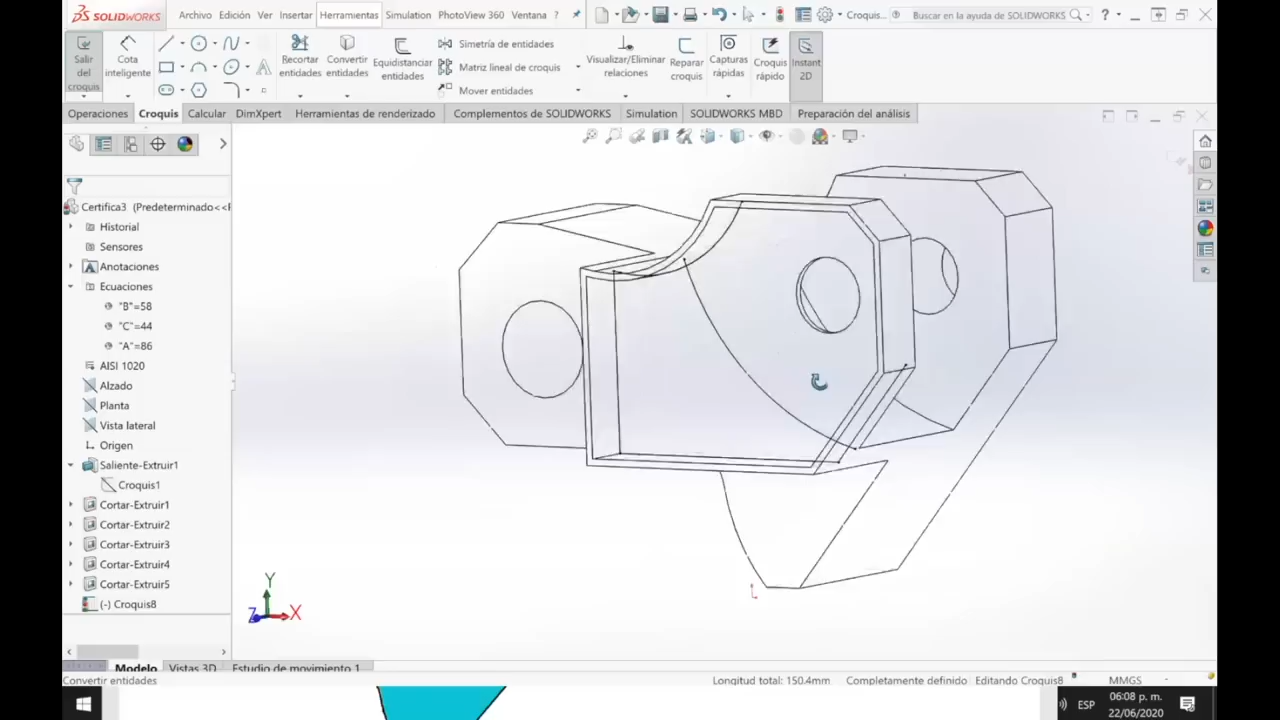 SOLIDWORKS Archivo Edición Ver Insertar Herramientas Simulation PhotoView 360 Ventana ? Croquis... Buscar en la ayuda de SOLIDWORKS ?
Salir del croquis
Cota inteligente
Recortar entidades
Convertir entidades
Equidistanciar entidades
Simetría de entidades
Matriz lineal de croquis
Mover entidades
Visualizar/Eliminar relaciones
Reparar croquis
Capturas rápidas
Croquis rápido
Instant 2D
Operaciones Croquis Calcular DimXpert Herramientas de renderizado Complementos de SOLIDWORKS Simulation SOLIDWORKS MBD Preparación del análisis
Certifica3 (Predeterminado<<P
Historial
Sensores
Anotaciones
Ecuaciones
"B"=58
"C"=44
"A"=86
AISI 1020
Alzado
Planta
Vista lateral
Origen
Saliente-Extruir1
Croquis1
Cortar-Extruir1
Cortar-Extruir2
Cortar-Extruir3
Cortar-Extruir4
Cortar-Extruir5
(-) Croquis8
Y
Z X
Modelo Vistas 3D Estudio de movimiento 1
Convertir entidades Longitud total: 150.4mm Completamente definido Editando Croquis8 MMGS
ESP 06:08 p. m.
22/06/2020